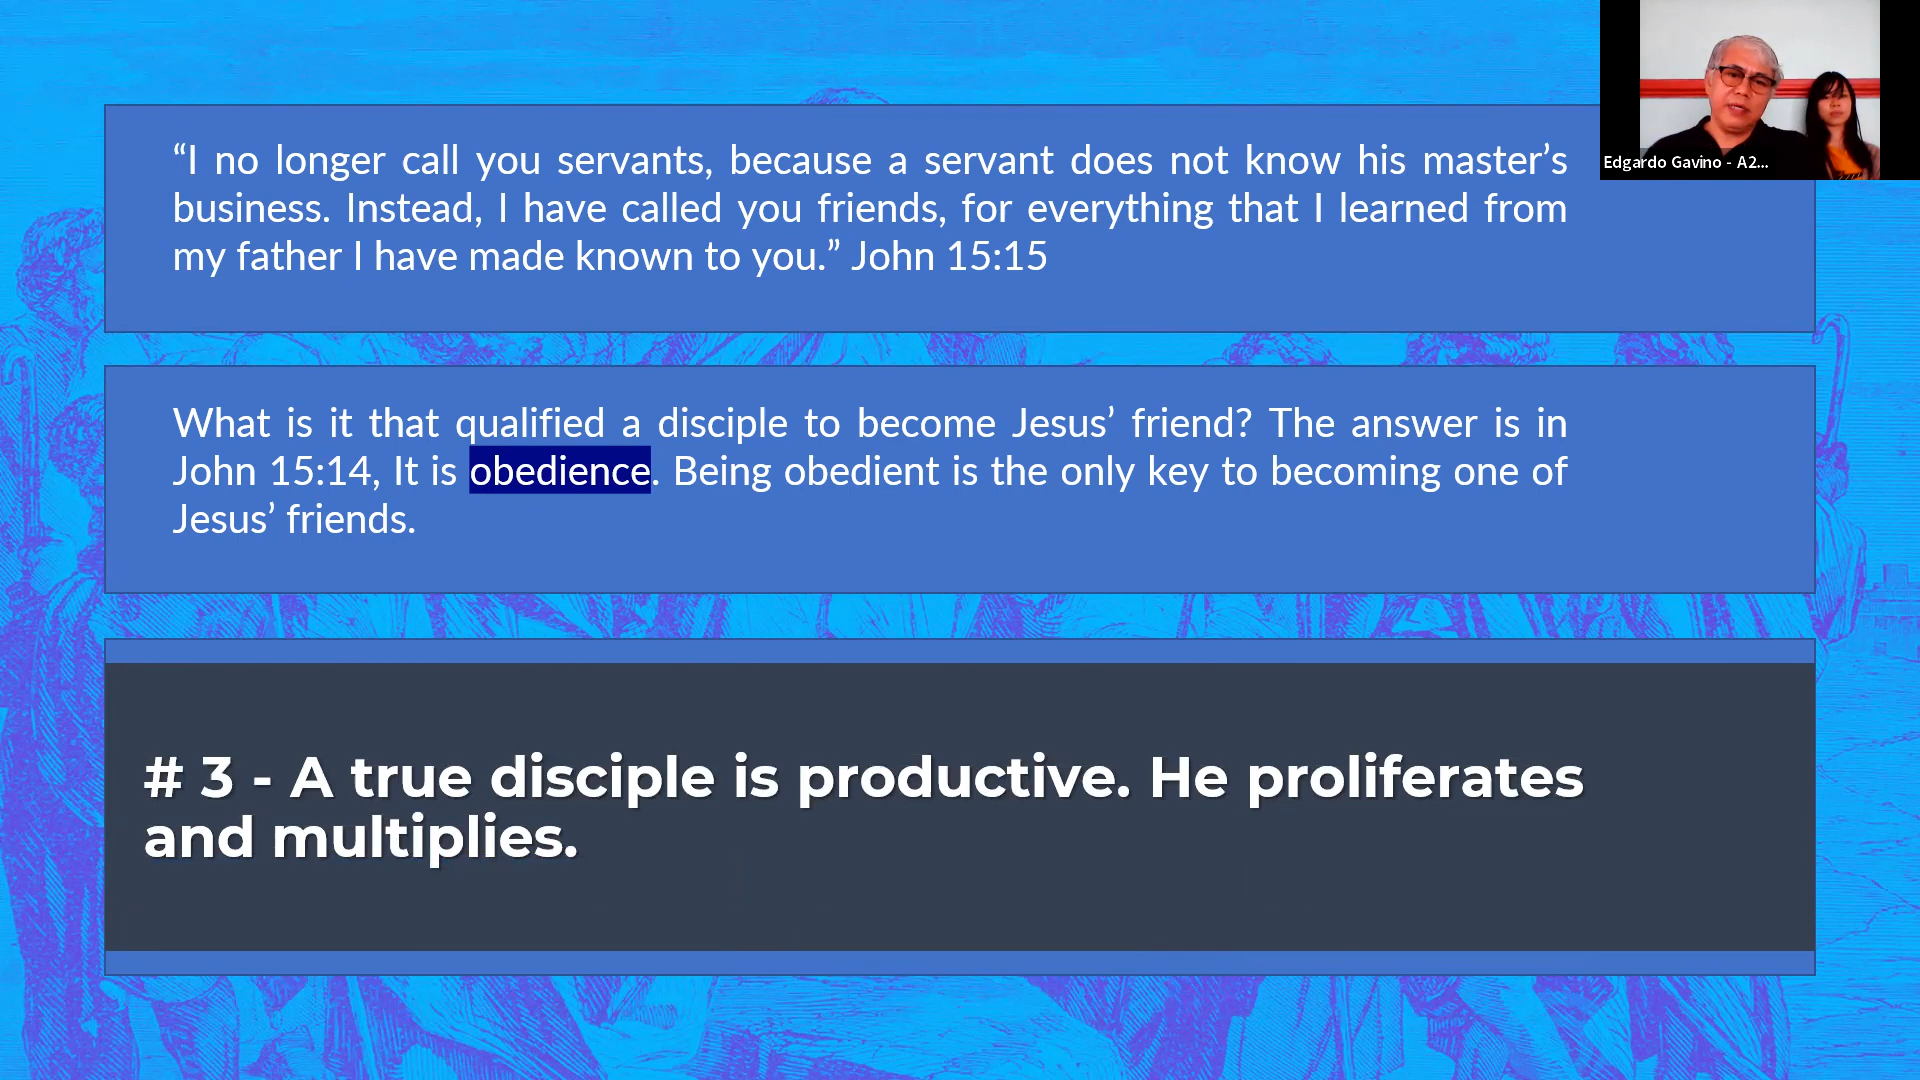 “I no longer call you servants, because a servant does not know his master’s
business. Instead, I have called you friends, for everything that I learned from
my father I have made known to you.” John 15:15
What is it that qualified a disciple to become Jesus’ friend? The answer is in
John 15:14, It is obedience. Being obedient is the only key to becoming one of
Jesus’ friends.
# 3 - A true disciple is productive. He proliferates
and multiplies.
Edgardo Gavino - A2...